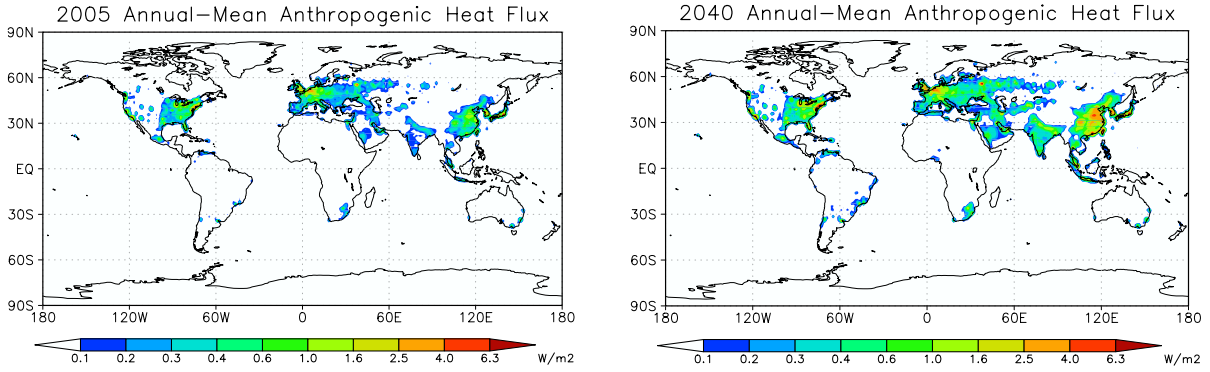 2005 Annual-Mean Anthropogenic Heat Flux
90N
60N
30N
EQ
30S
60S
90S
180 120W 60W 0 60E 120E 180
0.1 0.2 0.3 0.4 0.6 1.0 1.6 2.5 4.0 6.3 W/m2
2040 Annual-Mean Anthropogenic Heat Flux
90N
60N
30N
EQ
30S
60S
90S
180 120W 60W 0 60E 120E 180
0.1 0.2 0.3 0.4 0.6 1.0 1.6 2.5 4.0 6.3 W/m2